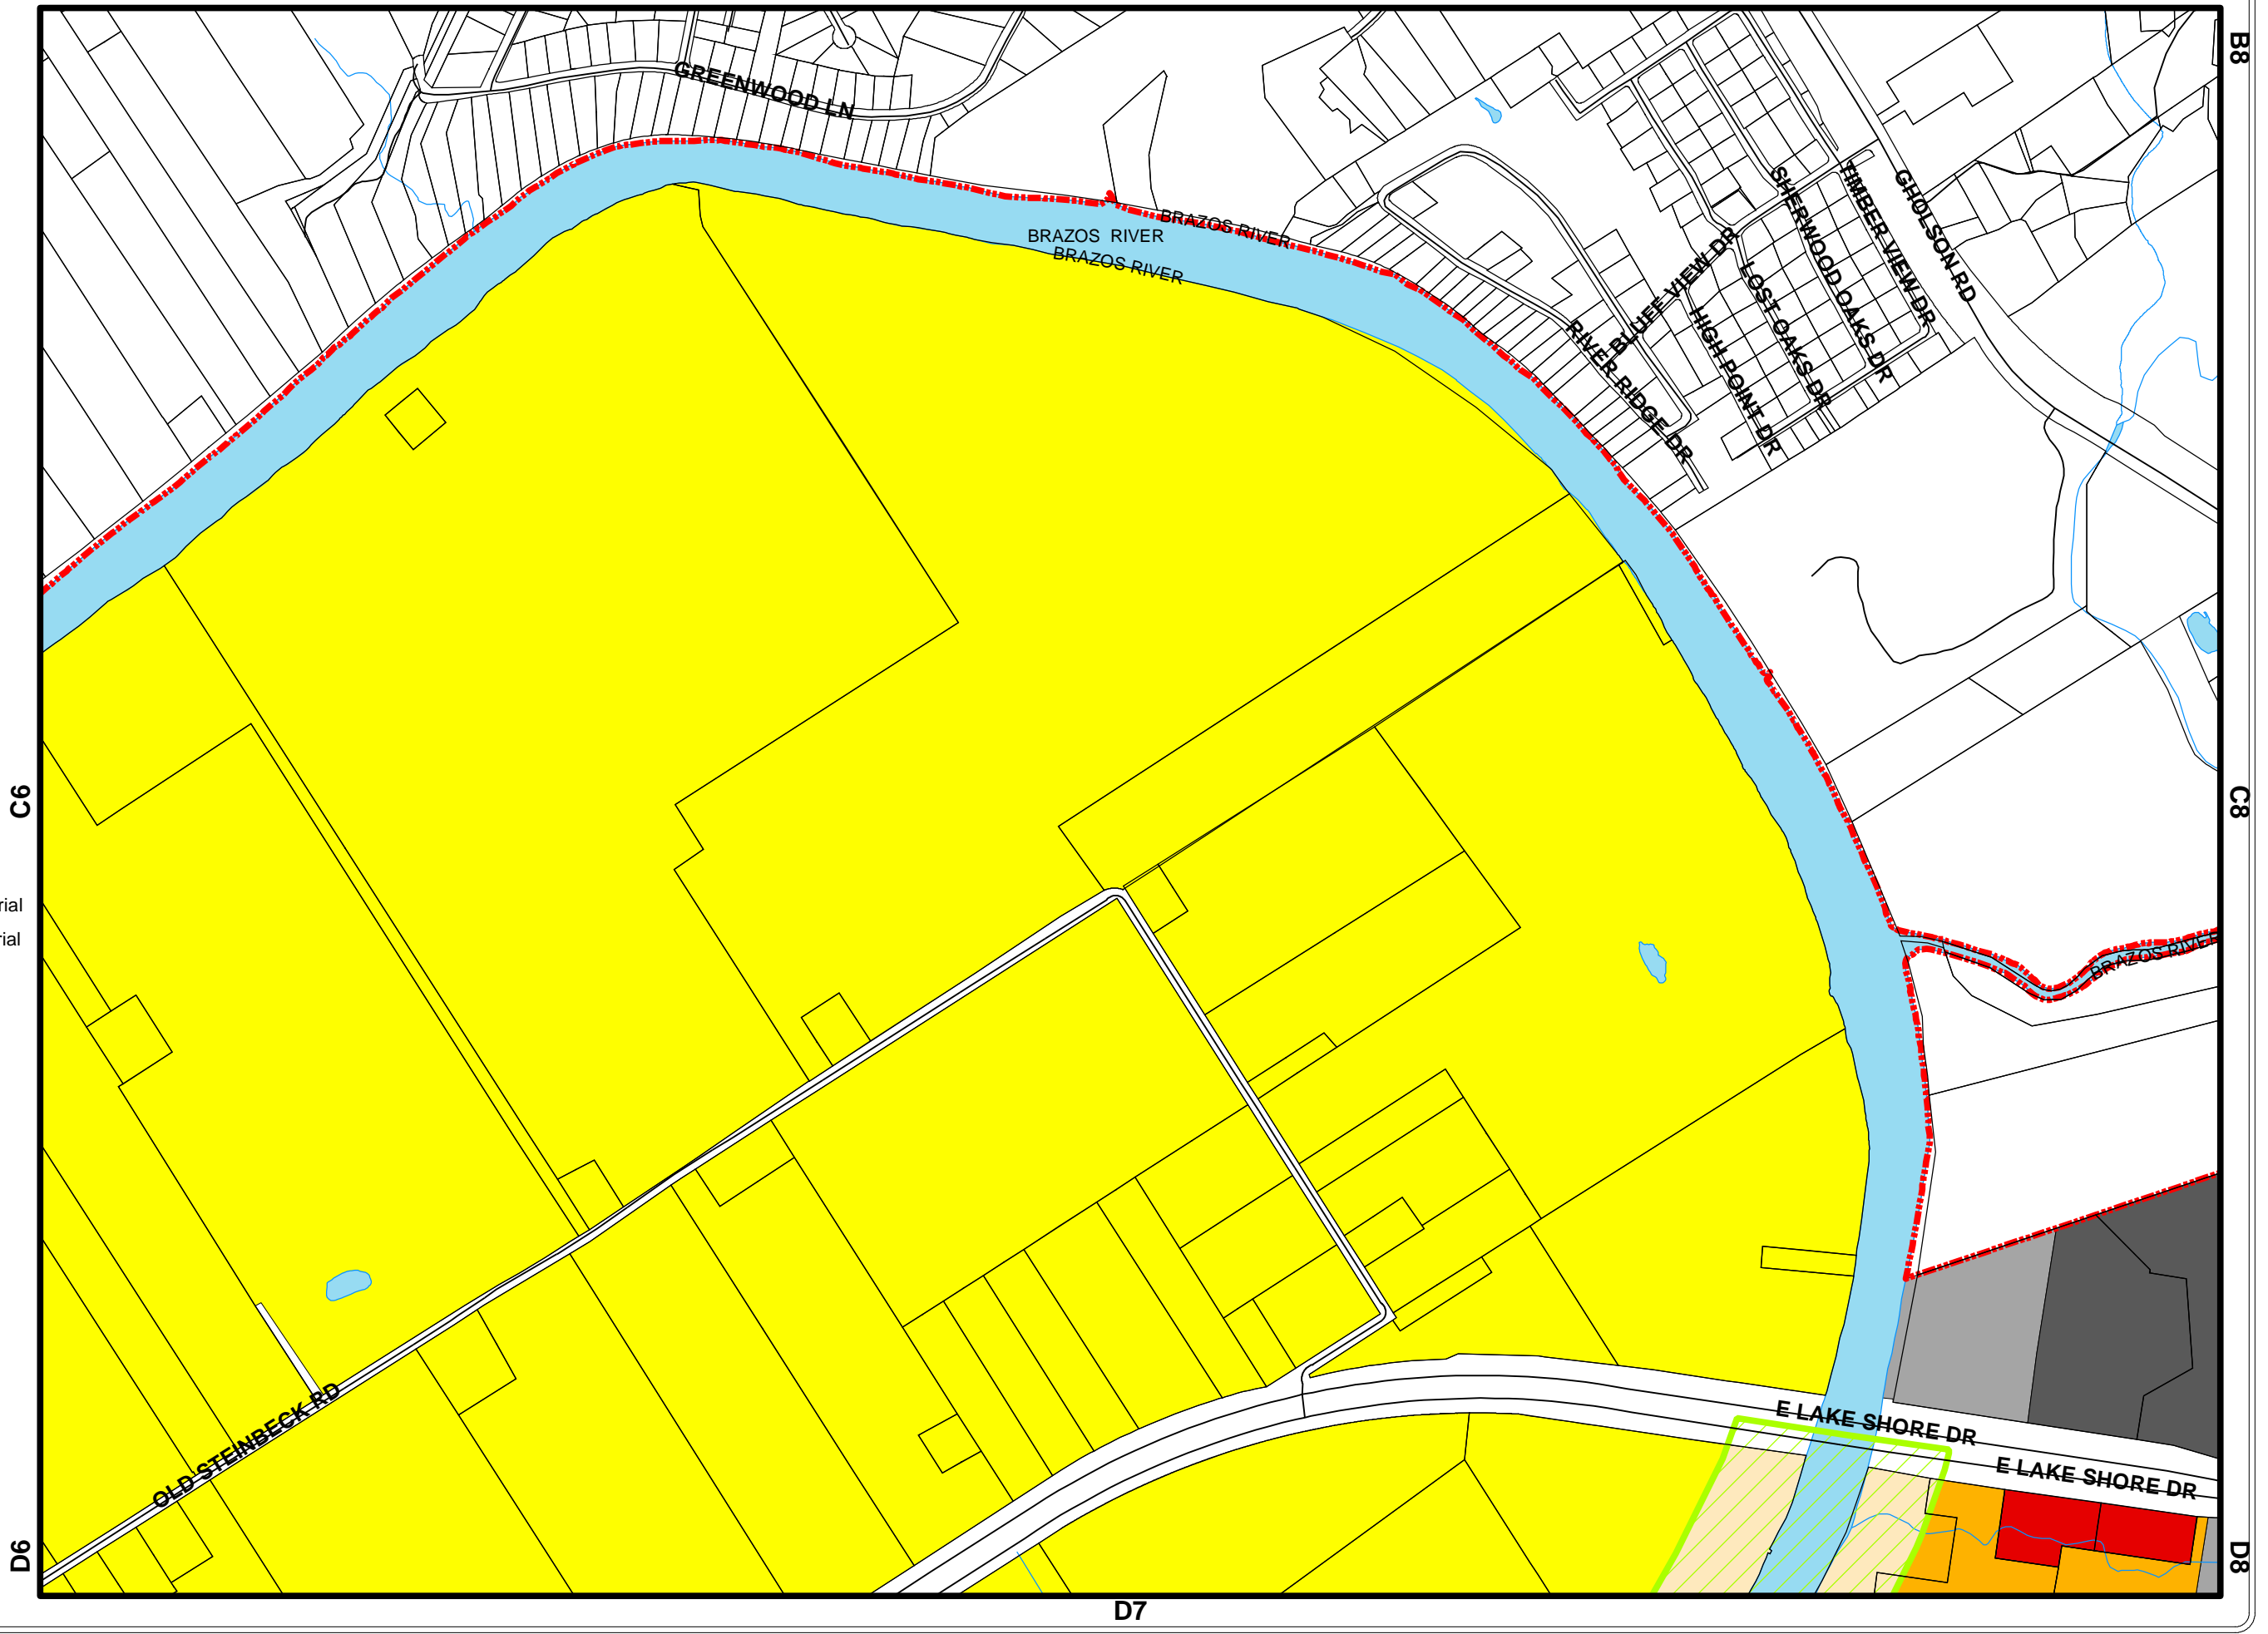 B8
GREENWOOD LN
BRAZOS RIVER
BRAZOS RIVER
BRAZOS RIVER
SHERWOOD OAKS DR
TIMBER VIEW DR
GHOLSON RD
BLUFF VIEW DR
LOST OAKS DR
HIGH POINT DR
RIVER RIDGE DR
C6
C8
rial
rial
BRAZOS RIVER
OLD STEINBECK RD
E LAKE SHORE DR
E LAKE SHORE DR
D6
D8
D7